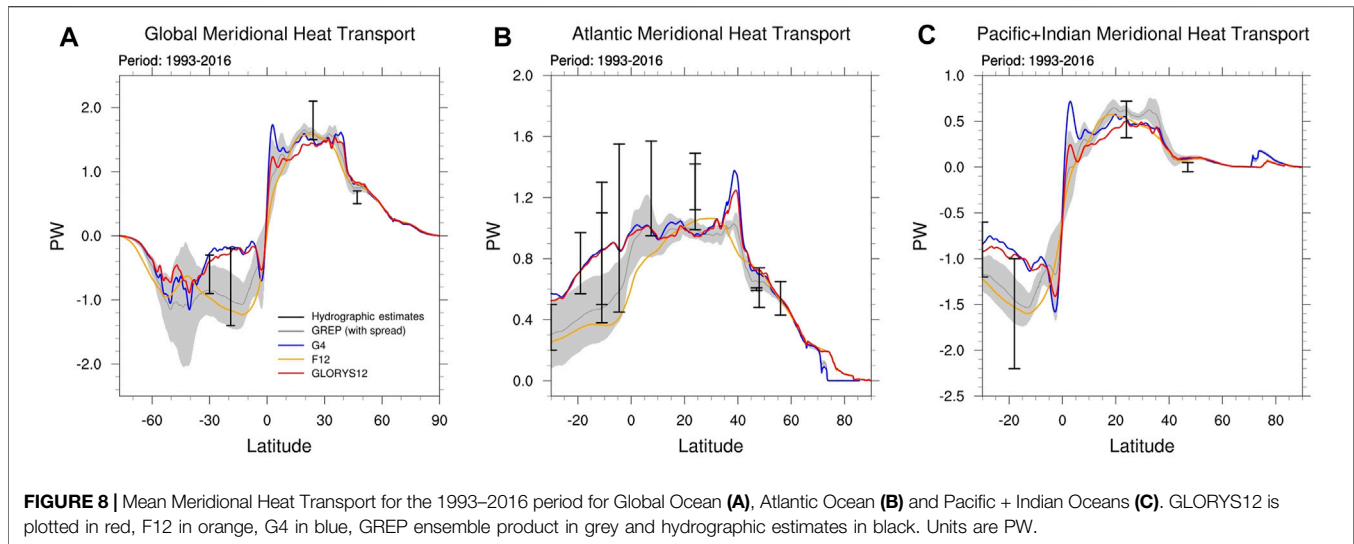 A
Global Meridional Heat Transport
Period: 1993-2016
PW
2.0
1.0
0.0
-1.0
-2.0
-60 -30 0 30 60 90
Latitude
Hydrographic estimates
GREP (with spread)
G4
F12
GLORYS12
B
Atlantic Meridional Heat Transport
Period: 1993-2016
PW
2.0
1.6
1.2
0.8
0.4
0.0
-20 0 20 40 60 80
Latitude
C
Pacific+Indian Meridional Heat Transport
Period: 1993-2016
PW
1.0
0.5
0.0
-0.5
-1.0
-1.5
-2.0
-2.5
-20 0 20 40 60 80
Latitude
FIGURE 8 | Mean Meridional Heat Transport for the 1993–2016 period for Global Ocean (A), Atlantic Ocean (B) and Pacific + Indian Oceans (C). GLORYS12 is
plotted in red, F12 in orange, G4 in blue, GREP ensemble product in grey and hydrographic estimates in black. Units are PW.